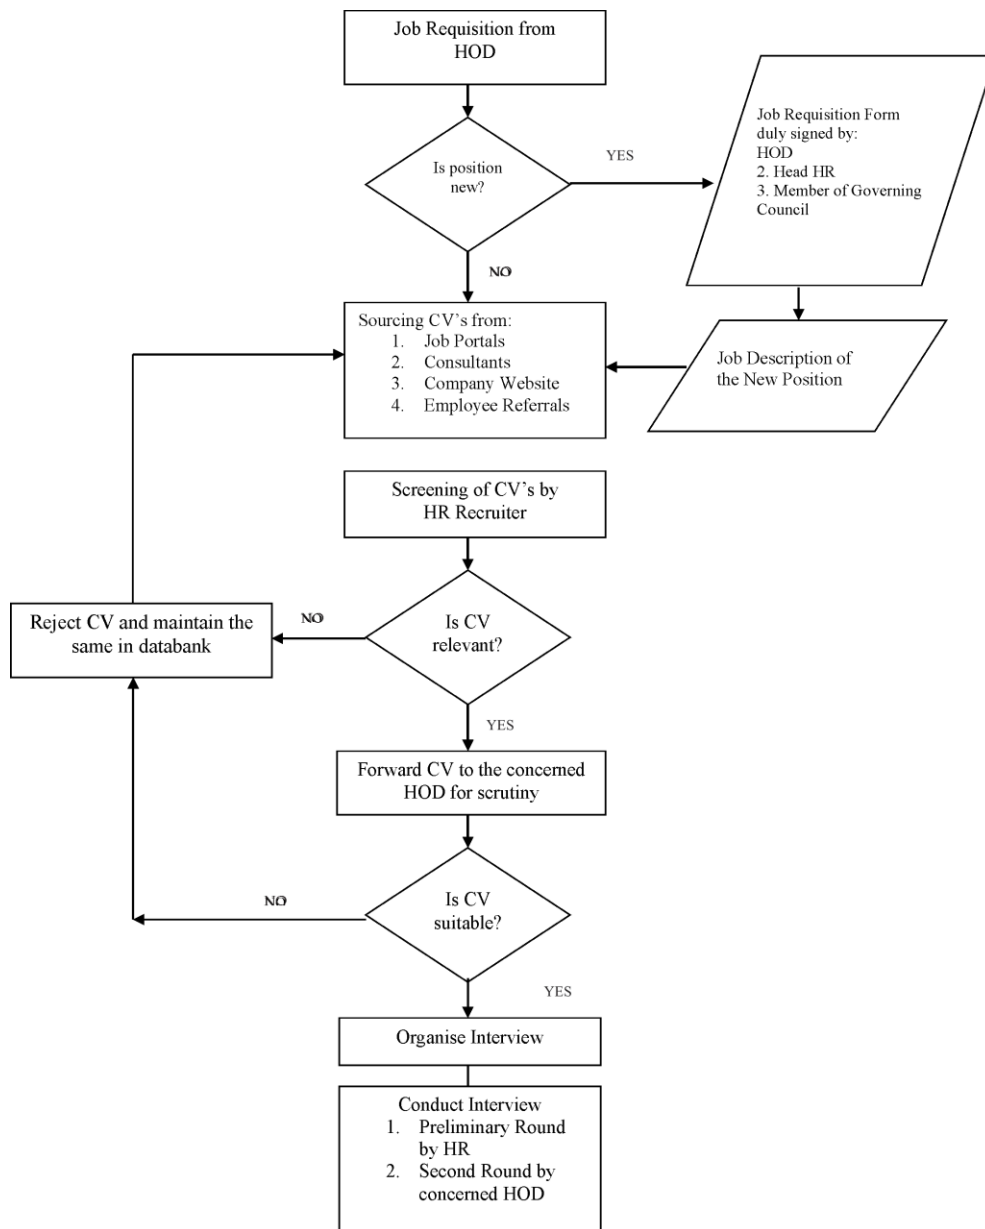 Job Requisition from
HOD
Is position
new?
YES
Job Requisition Form
duly signed by:
HOD
2. Head HR
3. Member of Governing
Council
NO
Sourcing CV's from:
1. Job Portals
2. Consultants
3. Company Website
4. Employee Referrals
Job Description of
the New Position
Screening of CV's by
HR Recruiter
Is CV
relevant?
NO
Reject CV and maintain the
same in databank
YES
Forward CV to the concerned
HOD for scrutiny
Is CV
suitable?
NO
YES
Organise Interview
Conduct Interview
1. Preliminary Round
by HR
2. Second Round by
concerned HOD